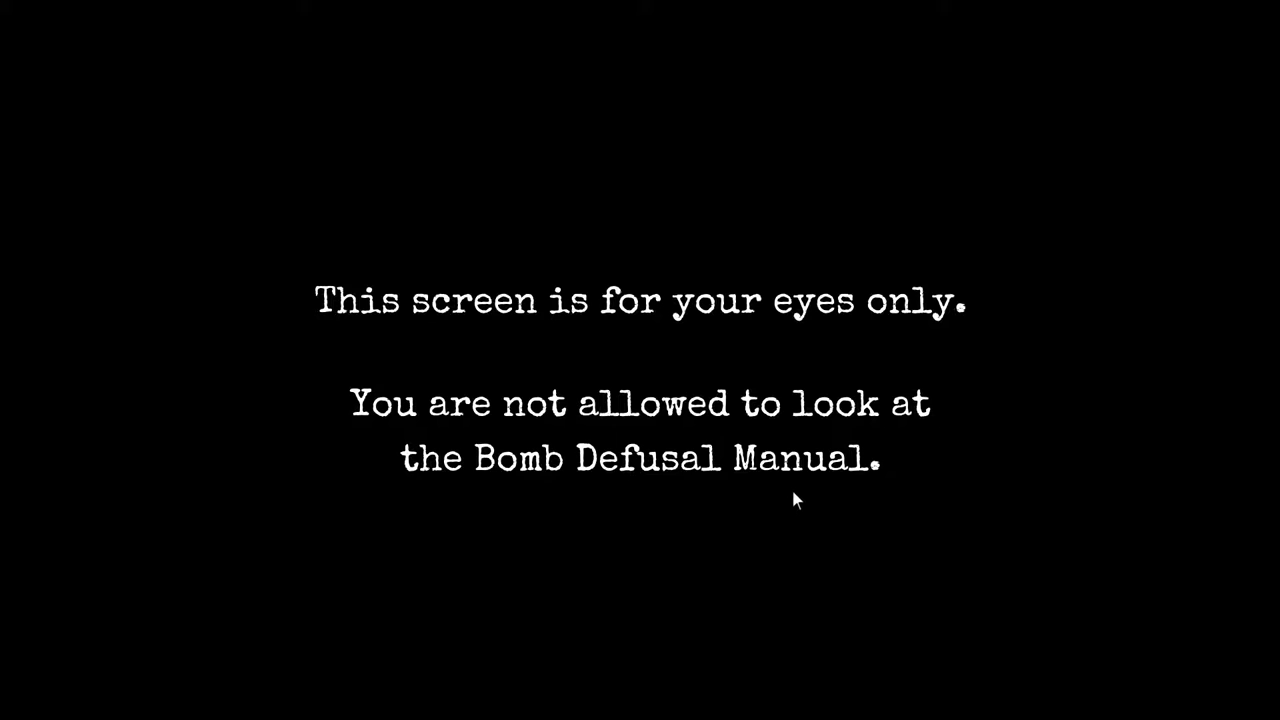 This screen is for your eyes only.
You are not allowed to look at
the Bomb Defusal Manual.